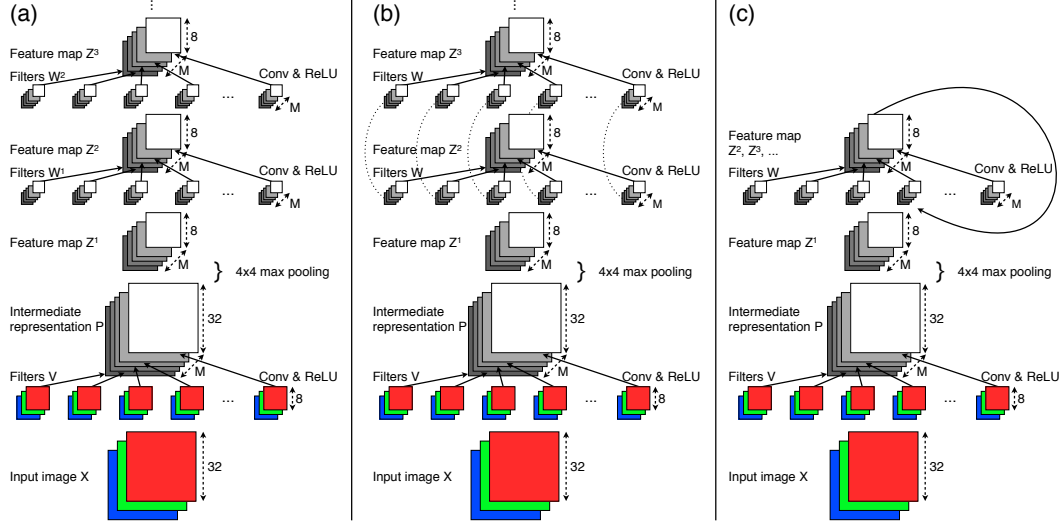 (a)
⋮
8
Feature map Z³
Filters W²
M
Conv & ReLU
...
M
8
Feature map Z²
Filters W¹
M
Conv & ReLU
...
M
8
Feature map Z¹
M
} 4x4 max pooling
Intermediate
representation P
32
M
Filters V
Conv & ReLU
...
8
Input image X
32
(b)
⋮
8
Feature map Z³
Filters W
M
Conv & ReLU
...
M
8
Feature map Z²
Filters W
M
Conv & ReLU
...
M
8
Feature map Z¹
M
} 4x4 max pooling
Intermediate
representation P
32
M
Filters V
Conv & ReLU
...
8
Input image X
32
(c)
8
Feature map
Z², Z³, ...
Filters W
M
Conv & ReLU
...
M
8
Feature map Z¹
M
} 4x4 max pooling
Intermediate
representation P
32
M
Filters V
Conv & ReLU
...
8
Input image X
32